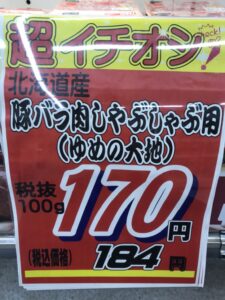 超イチオシ!
北海道産
豚バラ肉しゃぶしゃぶ用
(ゆめの大地)
税抜
100g
170円
(税込価格)
184円